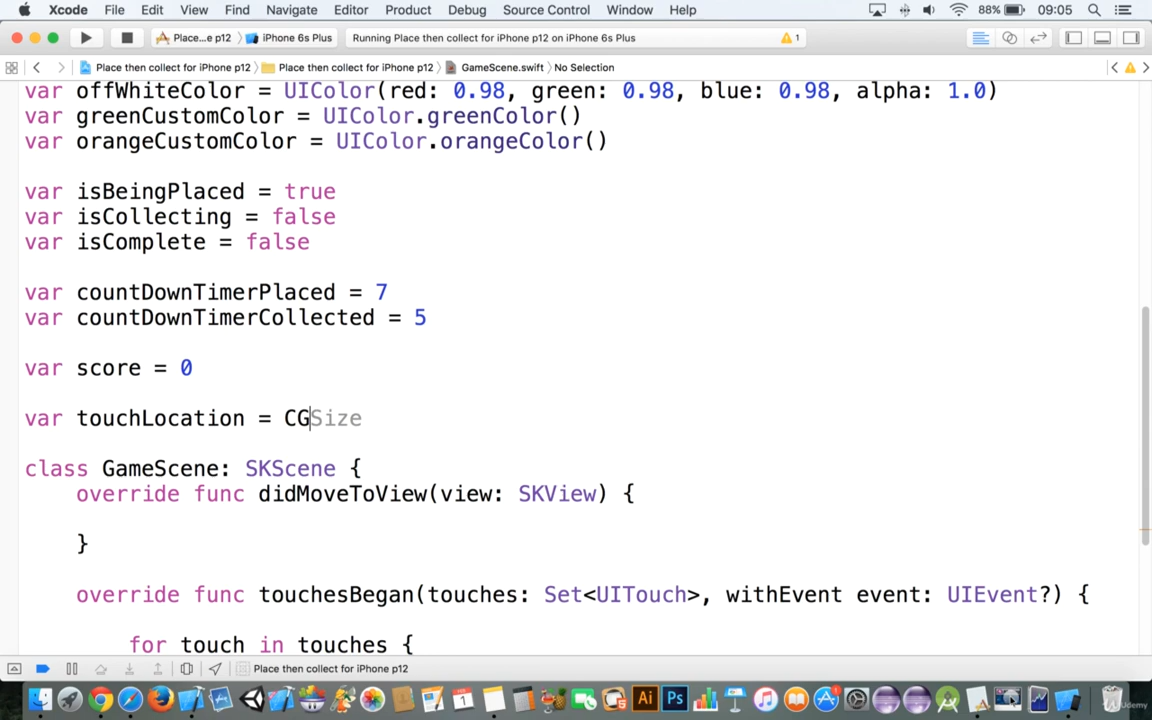 Xcode File Edit View Find Navigate Editor Product Debug Source Control Window Help 88% 09:05
Place...e p12 iPhone 6s Plus Running Place then collect for iPhone p12 on iPhone 6s Plus 1
Place then collect for iPhone p12 Place then collect for iPhone p12 GameScene.swift No Selection
var offWhiteColor = UIColor(red: 0.98, green: 0.98, blue: 0.98, alpha: 1.0)
var greenCustomColor = UIColor.greenColor()
var orangeCustomColor = UIColor.orangeColor()
var isBeingPlaced = true
var isCollecting = false
var isComplete = false
var countDownTimerPlaced = 7
var countDownTimerCollected = 5
var score = 0
var touchLocation = CGSize
class GameScene: SKScene {
override func didMoveToView(view: SKView) {
}
override func touchesBegan(touches: Set<UITouch>, withEvent event: UIEvent?) {
for touch in touches {
Place then collect for iPhone p12
Ai Ps
Udemy